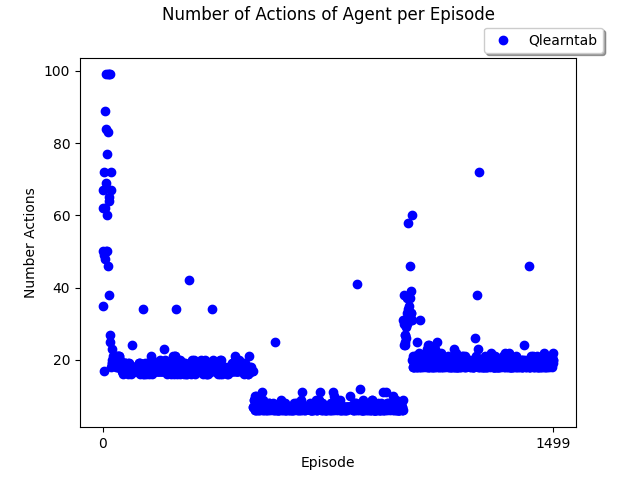 Number of Actions of Agent per Episode
Qlearntab
100
80
60
40
20
Number Actions
0
1499
Episode